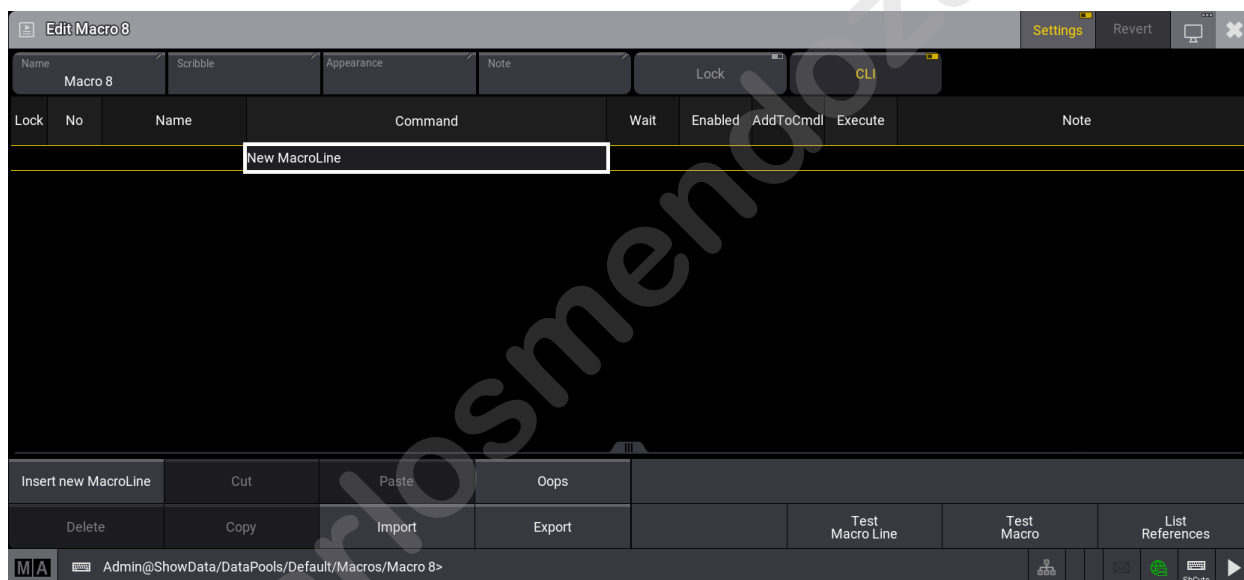 Edit Macro 8
Settings
Revert
Name
Macro 8
Scribble
Appearance
Note
Lock
CLI
Lock No Name Command Wait Enabled AddToCmdl Execute Note
New MacroLine
Insert new MacroLine
Cut
Paste
Oops
Delete
Copy
Import
Export
Test
Macro Line
Test
Macro
List
References
MA
Admin@ShowData/DataPools/Default/Macros/Macro 8>
ShCuts
rlosmendoz